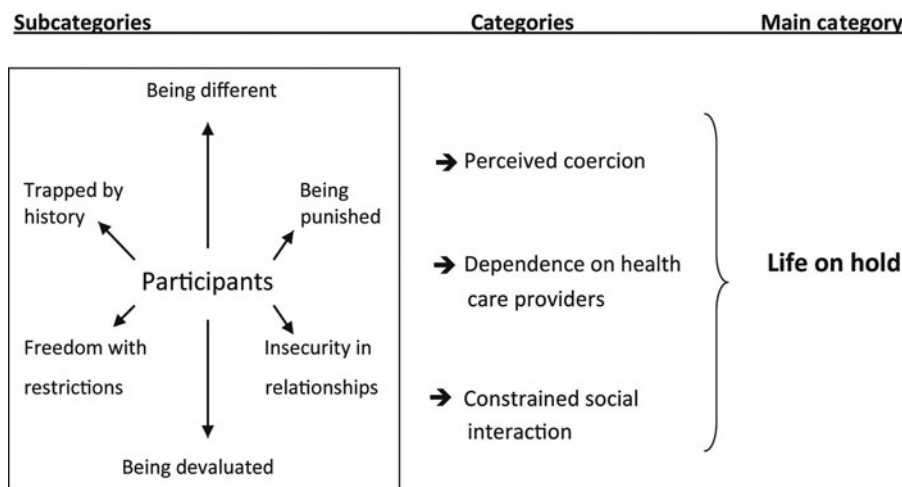 Subcategories
Categories
Main category
Being different
Trapped by
history
Being
punished
Participants
Freedom with
restrictions
Insecurity in
relationships
Being devaluated
➔ Perceived coercion
➔ Dependence on health
care providers
➔ Constrained social
interaction
Life on hold